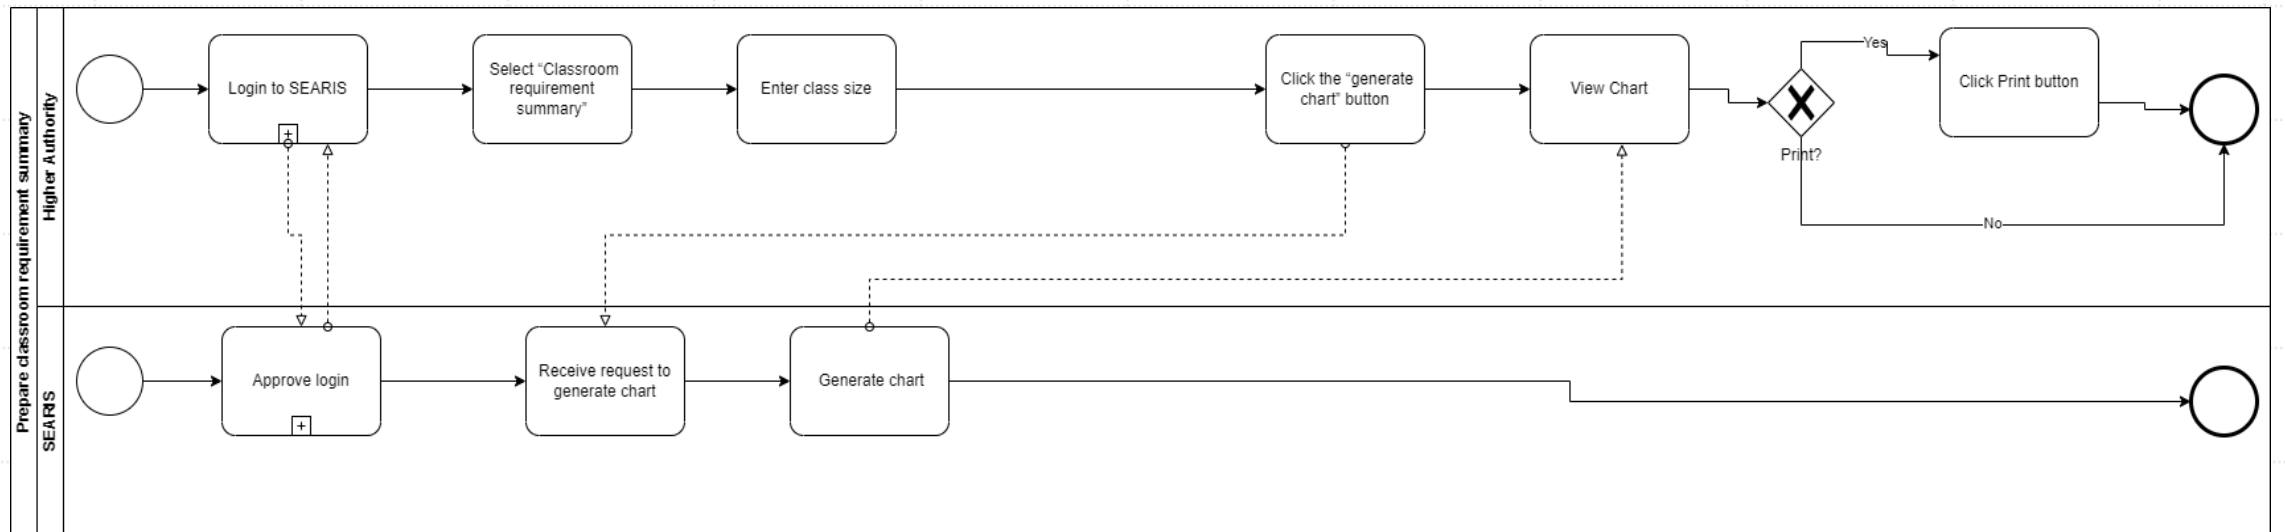 Prepare classroom requirement summary
Higher Authority
Login to SEARIS
Select “Classroom
requirement
summary”
Enter class size
Click the “generate
chart” button
View Chart
Yes
Print?
Click Print button
No
SEARIS
Approve login
Receive request to
generate chart
Generate chart